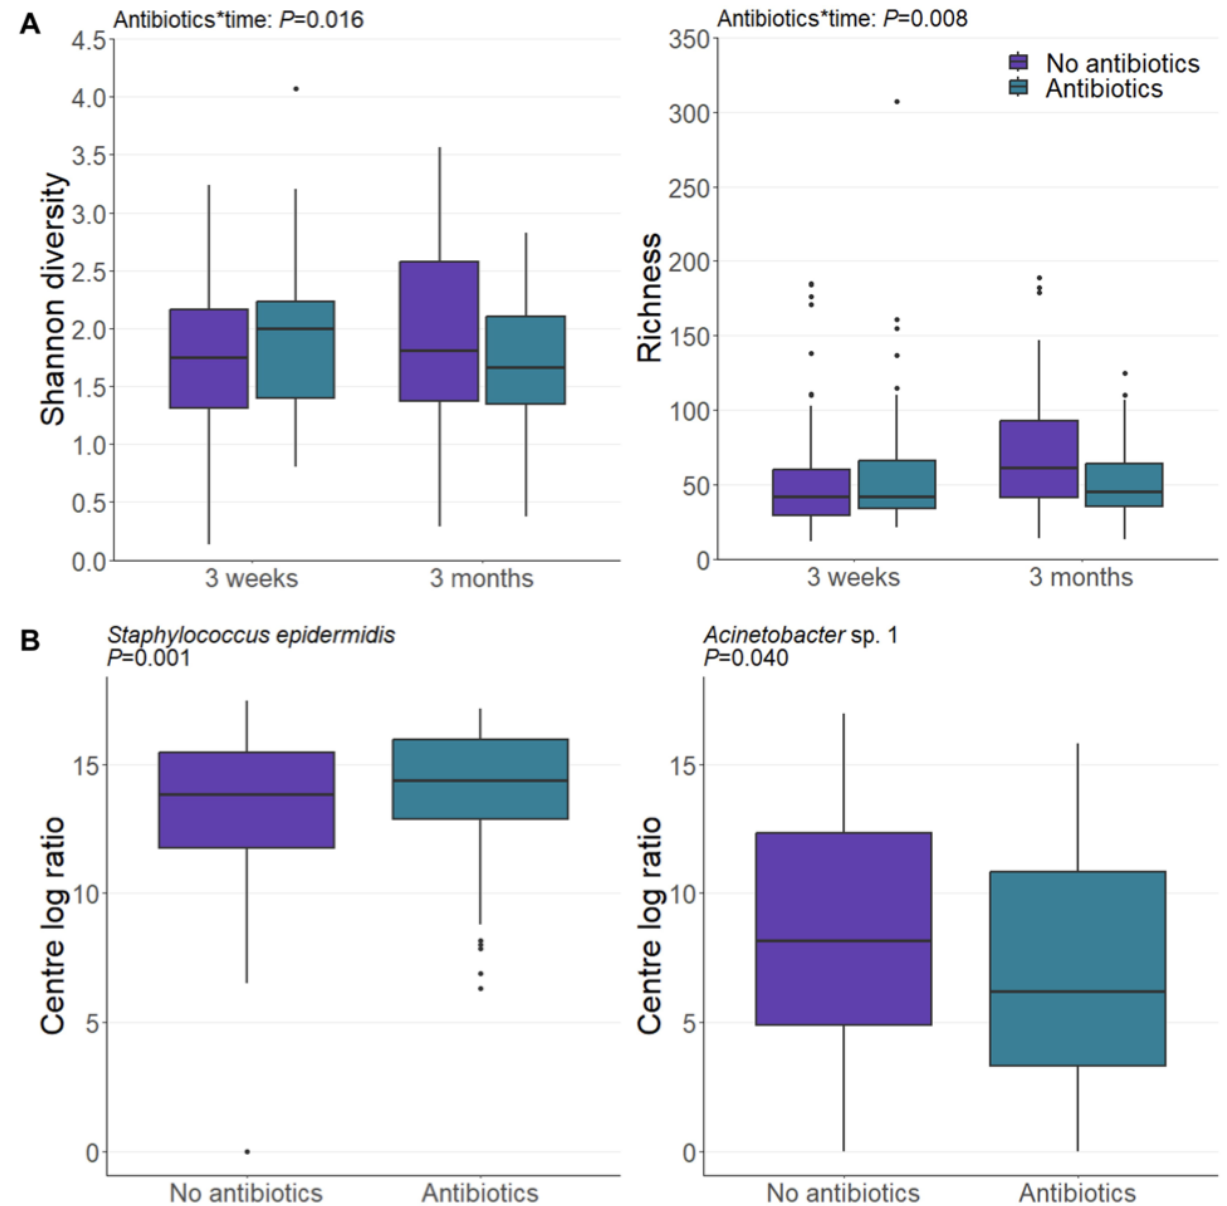 A
Antibiotics*time: P=0.016
Shannon diversity
4.5
4.0
3.5
3.0
2.5
2.0
1.5
1.0
0.5
0.0
3 weeks
3 months
Antibiotics*time: P=0.008
Richness
350
300
250
200
150
100
50
0
No antibiotics
Antibiotics
3 weeks
3 months
B
Staphylococcus epidermidis
P=0.001
Centre log ratio
15
10
5
0
No antibiotics
Antibiotics
Acinetobacter sp. 1
P=0.040
Centre log ratio
15
10
5
0
No antibiotics
Antibiotics